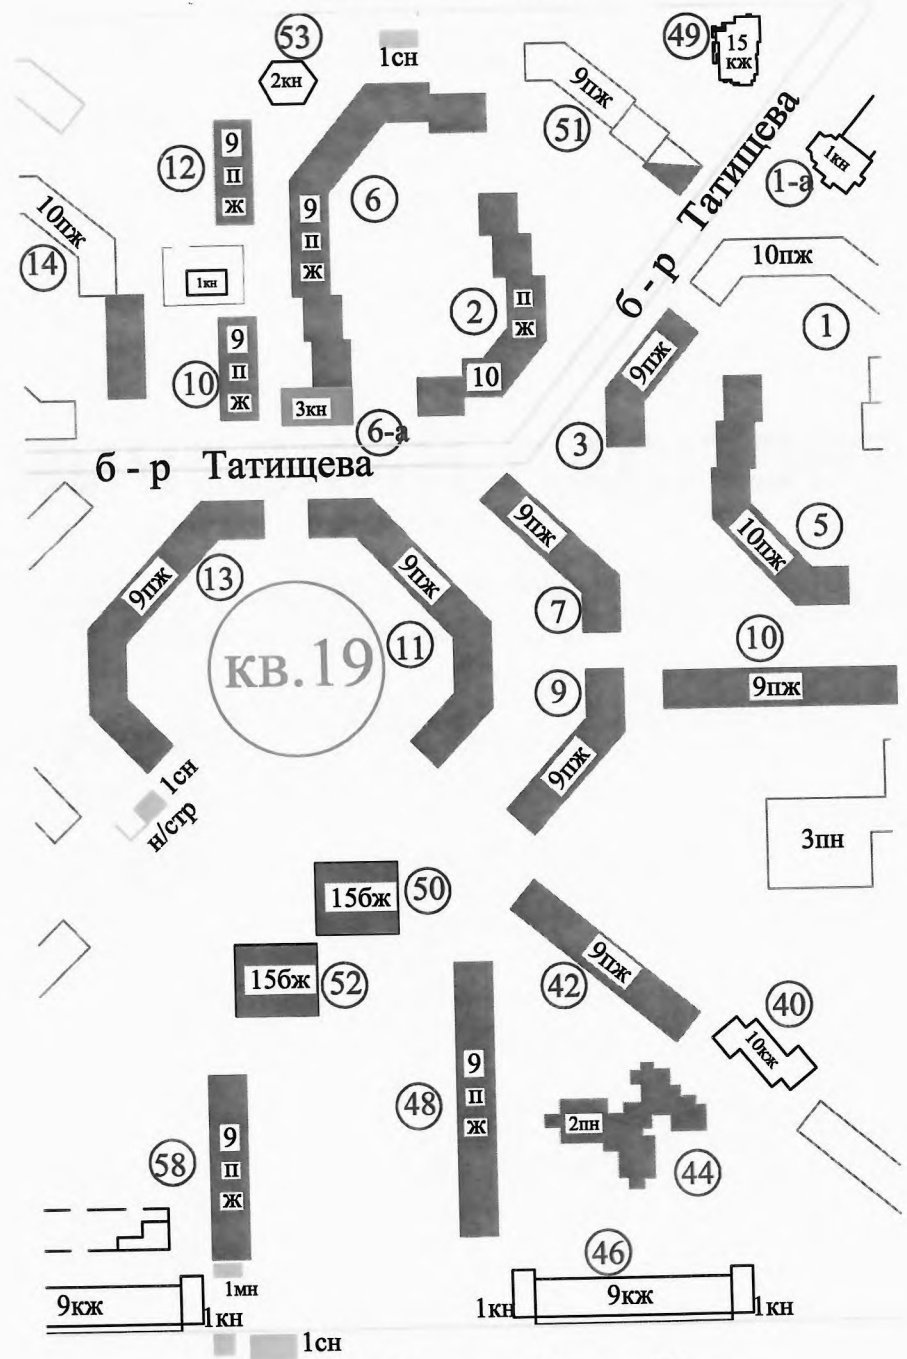 53
1сн
2кн
49
15
кж
9пж
51
б - р Татищева
1кн
1-а
12
9
п
ж
6
9
п
ж
10пж
14
1кн
2
п
ж
10
10пж
1
10
9
п
ж
3кн
6-а
9пж
3
б - р Татищева
9пж
13
9пж
11
9пж
7
10пж
5
кв.19
10
9пж
9
9пж
1сн
н/стр
3пн
15бж
50
15бж
52
9пж
42
40
10кж
9
п
ж
48
2пн
44
9
п
ж
58
46
1мн
9кж
1кн
1кн
9кж
1кн
1сн